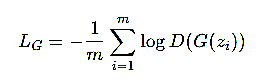 L_G = -\frac{1}{m} \sum_{i=1}^{m} \log D(G(z_i))